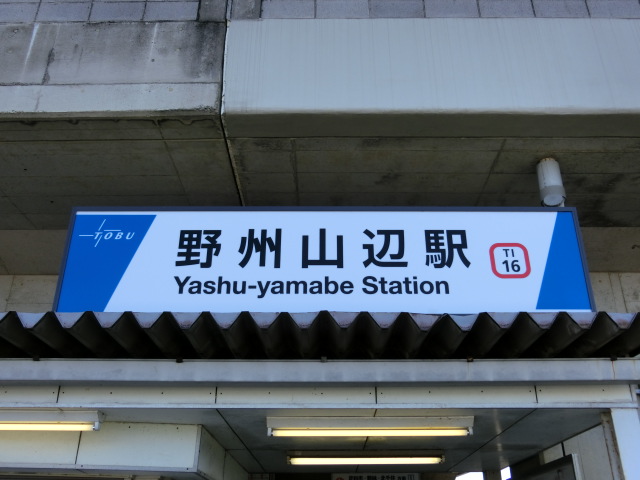 TOBU
野州山辺駅
Yashu-yamabe Station
TI
16